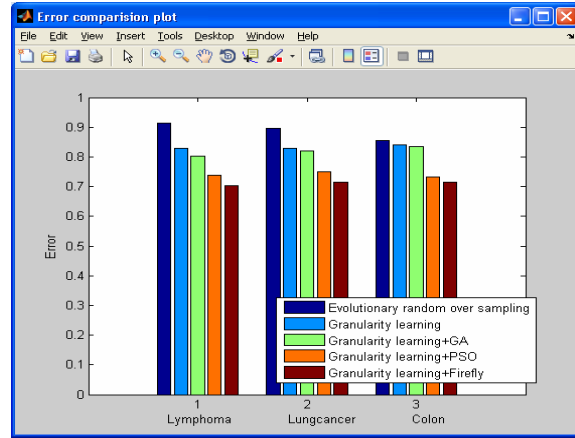 Error comparision plot
File Edit View Insert Tools Desktop Window Help
1
0.9
0.8
0.7
0.6
0.5
0.4
0.3
0.2
0.1
0
Error
Evolutionary random over sampling
Granularity learning
Granularity learning+GA
Granularity learning+PSO
Granularity learning+Firefly
1 2 3
Lymphoma Lungcancer Colon